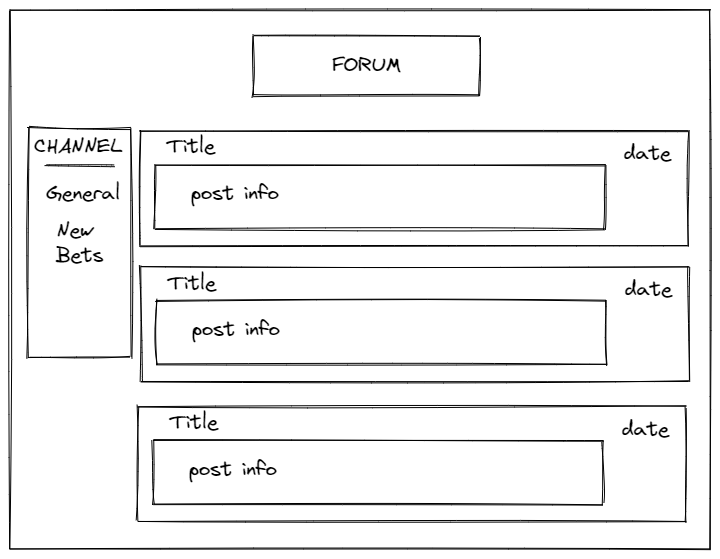 FORUM
CHANNEL
General
New
Bets
Title
date
post info
Title
date
post info
Title
date
post info